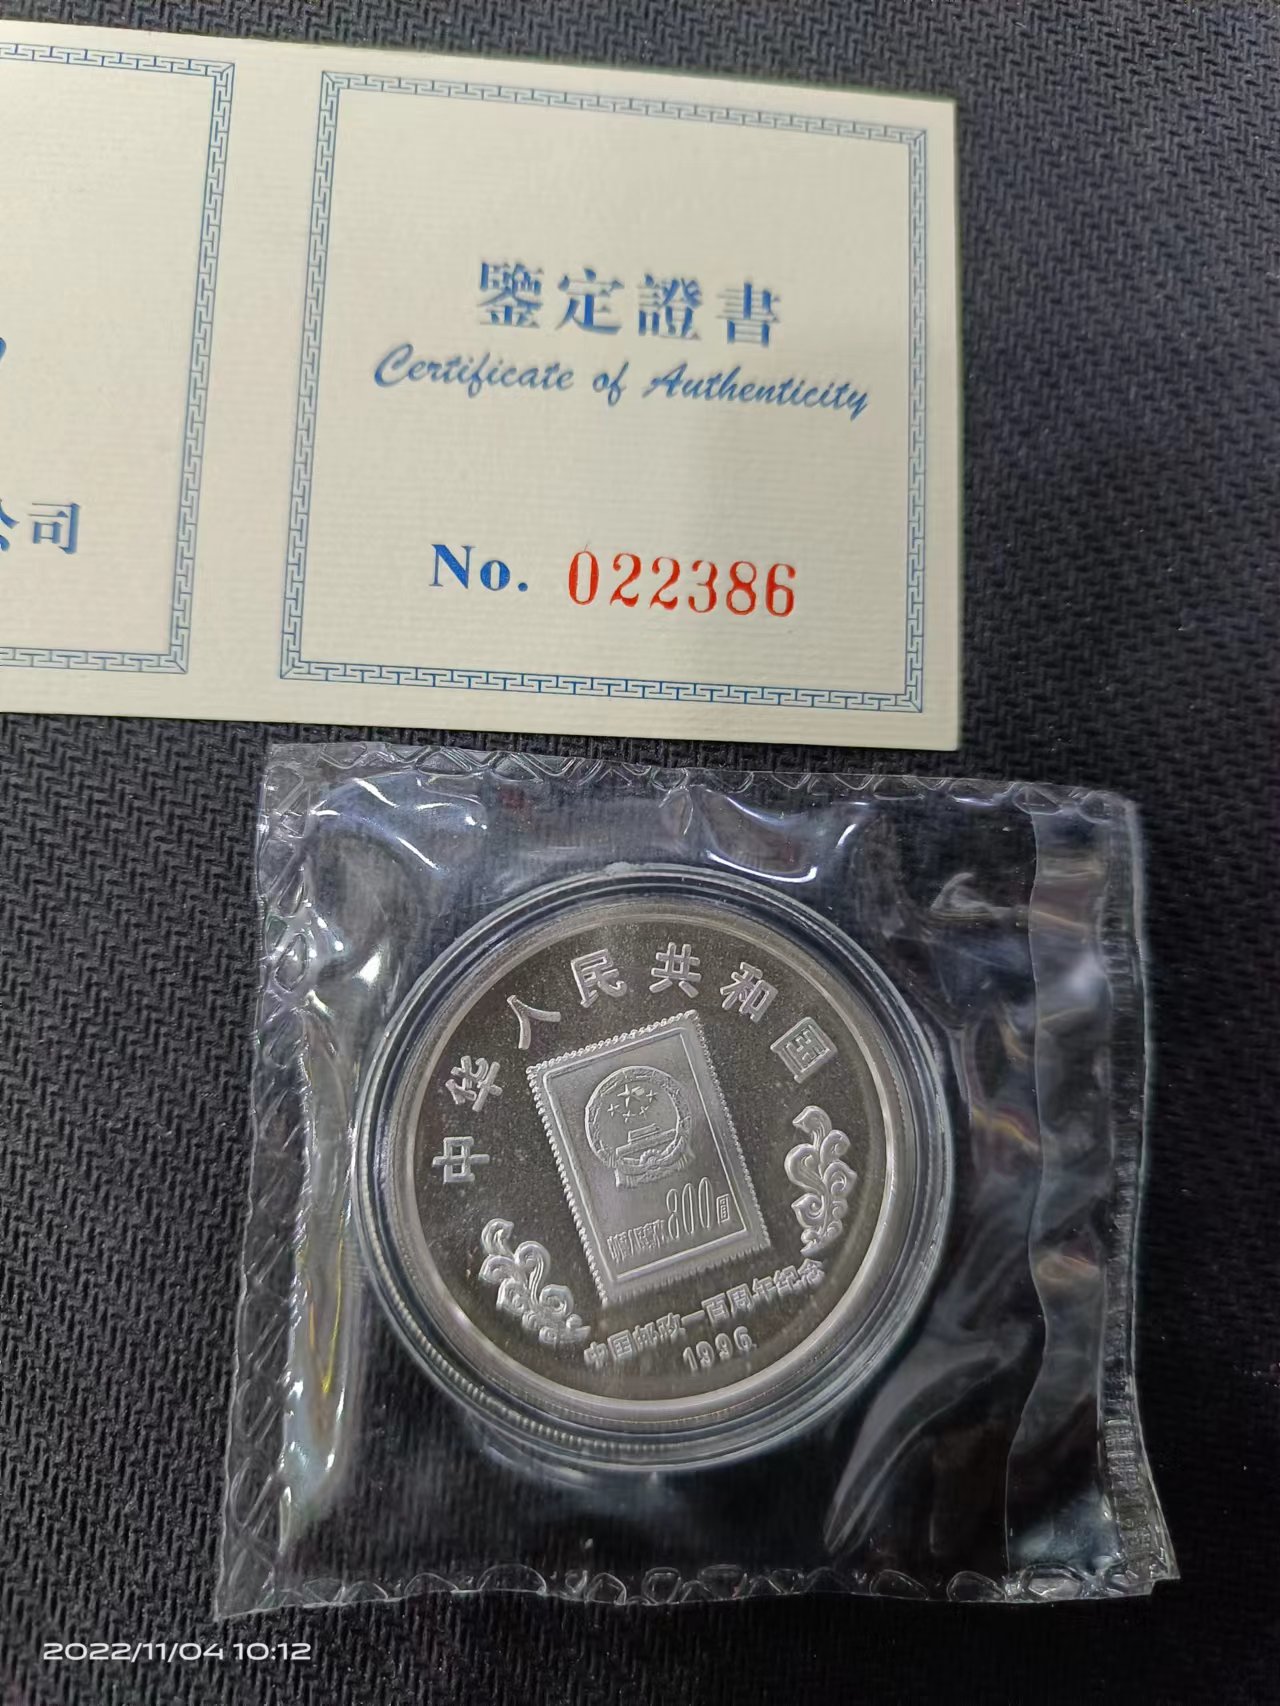 鑒定證書
Certificate of Authenticity
公司
No. 022386
中华人民共和国
800圆
中国邮政一百周年纪念
1996
2022/11/04 10:12